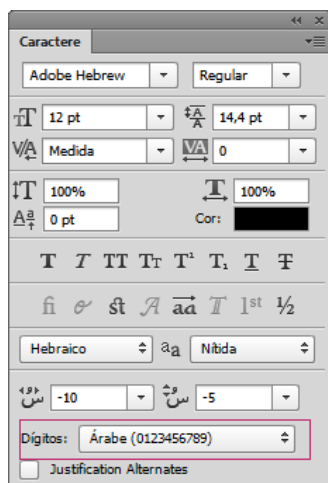 Caractere
Adobe Hebrew Regular
12 pt 14,4 pt
Medida 0
100% 100%
0 pt Cor:
T T TT Tт T¹ T₁ T T
fi st A aa T 1st ½
Hebraico aa Nítida
-10 -5
Dígitos: Árabe (0123456789)
Justification Alternates